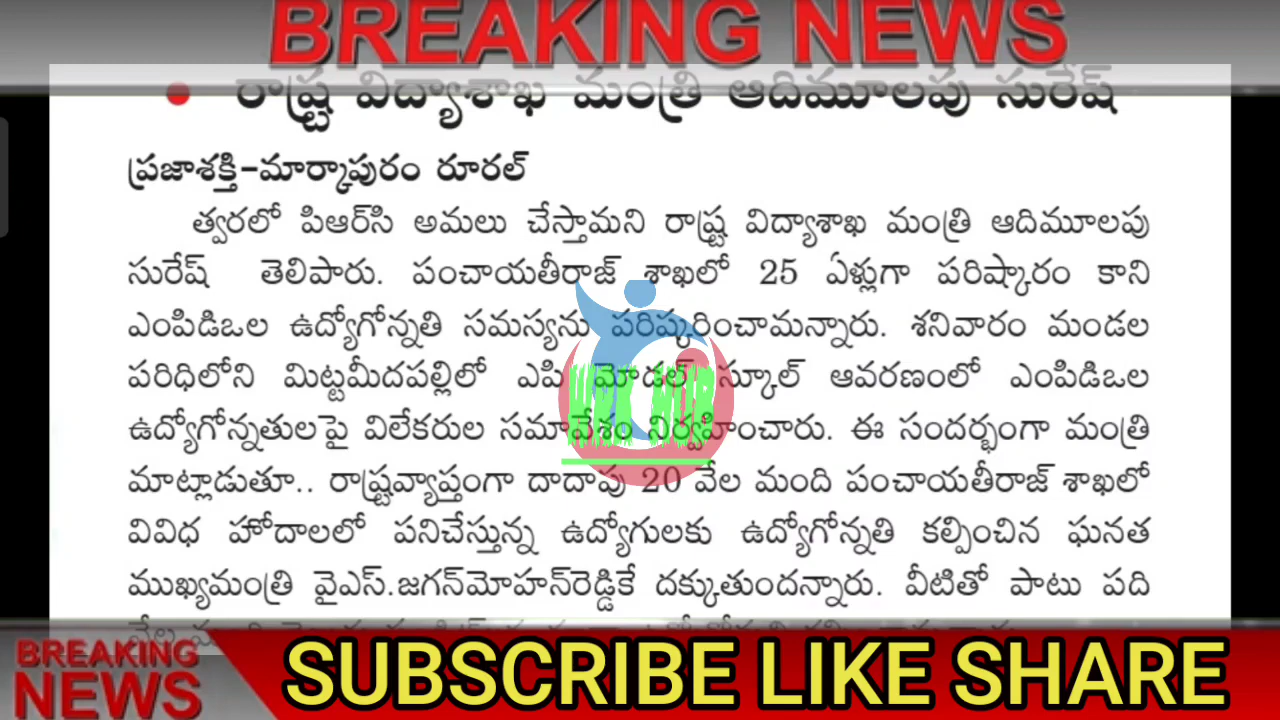 BREAKING NEWS
• రాష్ట్ర విద్యాశాఖ మంత్రి ఆదిమూలపు సురేష్
ప్రజాశక్తి-మార్కాపురం రూరల్
త్వరలో పిఆర్‌సి అమలు చేస్తామని రాష్ట్ర విద్యాశాఖ మంత్రి ఆదిమూలపు
సురేష్ తెలిపారు. పంచాయతీరాజ్ శాఖలో 25 ఏళ్లుగా పరిష్కారం కాని
ఎంపిడిఒల ఉద్యోగోన్నతి సమస్యను పరిష్కరించామన్నారు. శనివారం మండల
పరిధిలోని మిట్టమీదపల్లిలో ఎపి మోడల్ స్కూల్ ఆవరణంలో ఎంపిడిఒల
ఉద్యోగోన్నతులపై విలేకరుల సమావేశం నిర్వహించారు. ఈ సందర్భంగా మంత్రి
మాట్లాడుతూ.. రాష్ట్రవ్యాప్తంగా దాదాపు 20 వేల మంది పంచాయతీరాజ్ శాఖలో
వివిధ హోదాలలో పనిచేస్తున్న ఉద్యోగులకు ఉద్యోగోన్నతి కల్పించిన ఘనత
ముఖ్యమంత్రి వైఎస్.జగన్‌మోహన్‌రెడ్డికే దక్కుతుందన్నారు. వీటితో పాటు పది
BREAKING
NEWS
SUBSCRIBE LIKE SHARE